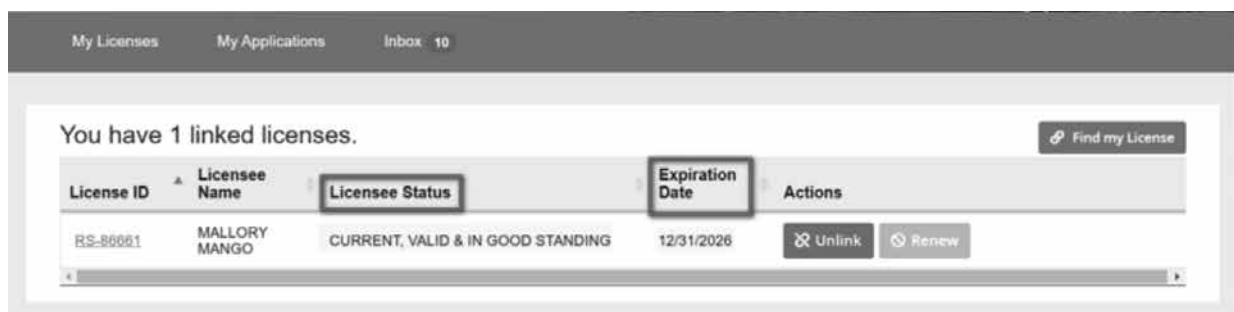 My Licenses My Applications Inbox 10
You have 1 linked licenses.
Find my License
License ID Licensee Name Licensee Status Expiration Date Actions
RS-86661 MALLORY MANGO CURRENT, VALID & IN GOOD STANDING 12/31/2026 Unlink Renew